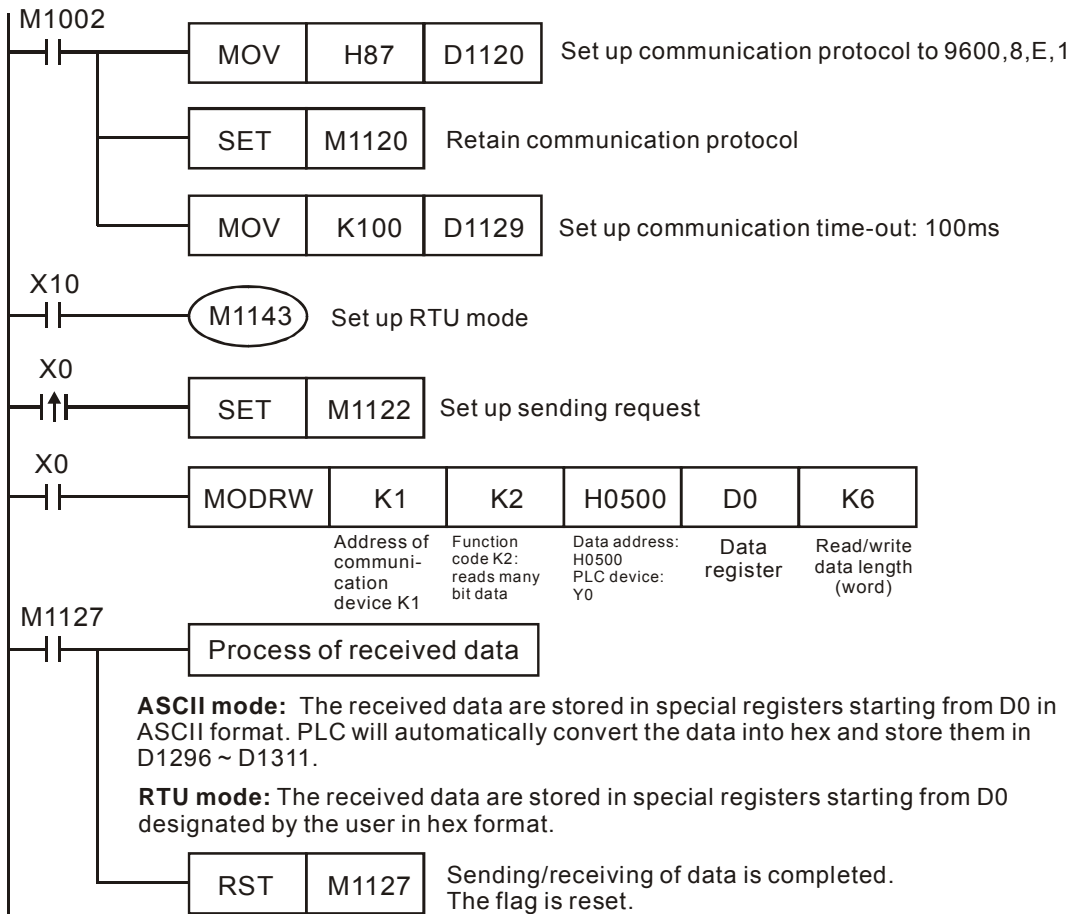 M1002
MOV H87 D1120 Set up communication protocol to 9600,8,E,1
SET M1120 Retain communication protocol
MOV K100 D1129 Set up communication time-out: 100ms
X10
M1143 Set up RTU mode
X0
SET M1122 Set up sending request
X0
MODRW K1 K2 H0500 D0 K6
Address of
communi-
cation
device K1
Function
code K2:
reads many
bit data
Data address:
H0500
PLC device:
Y0
Data
register
Read/write
data length
(word)
M1127
Process of received data
ASCII mode: The received data are stored in special registers starting from D0 in
ASCII format. PLC will automatically convert the data into hex and store them in
D1296 ~ D1311.
RTU mode: The received data are stored in special registers starting from D0
designated by the user in hex format.
RST M1127 Sending/receiving of data is completed.
The flag is reset.